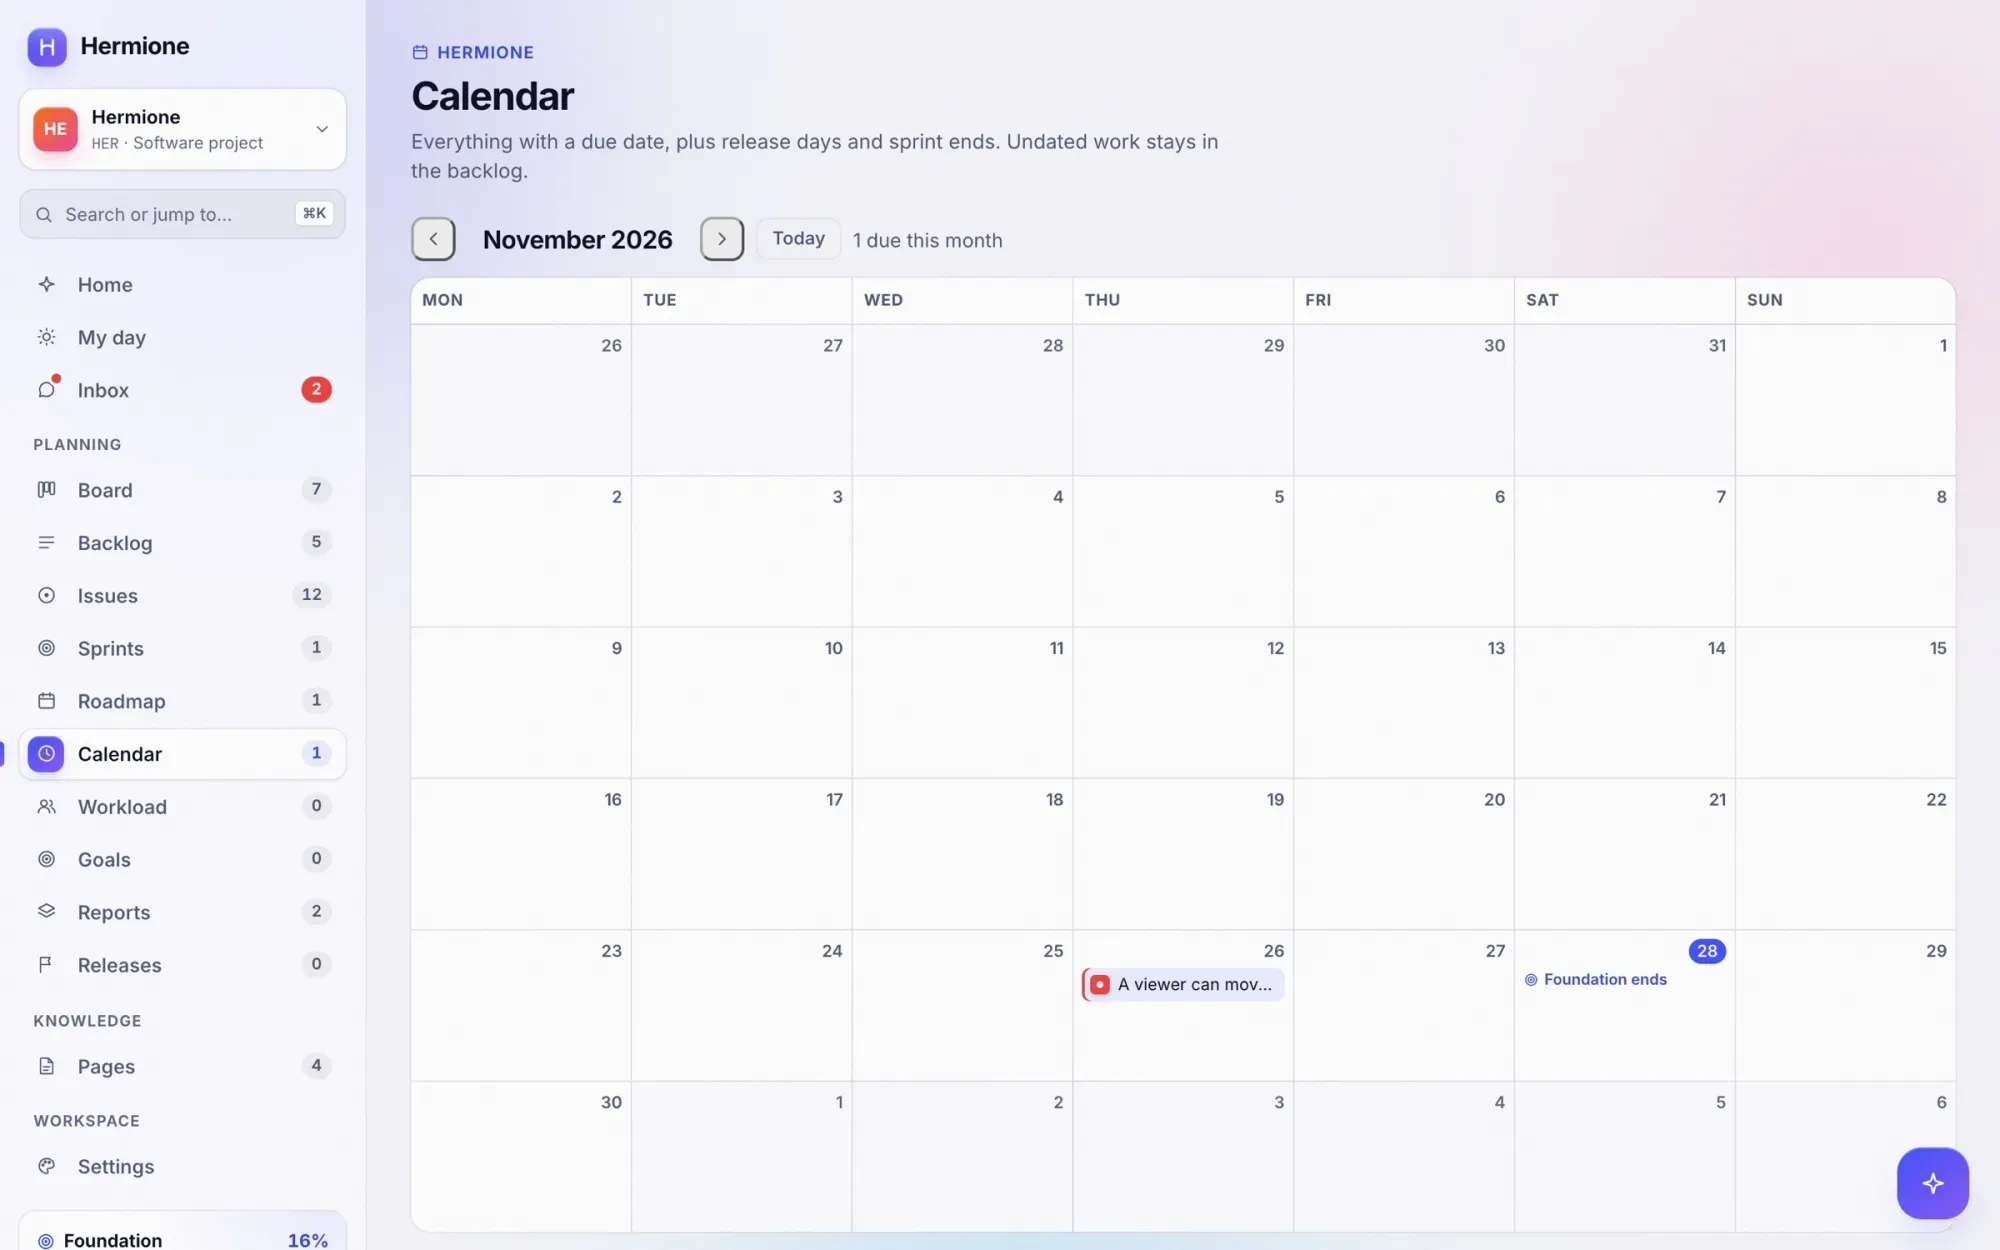 Hermione
HE
Hermione
HER · Software project
Search or jump to...
⌘K
Home
My day
Inbox
2
PLANNING
Board
7
Backlog
5
Issues
12
Sprints
1
Roadmap
1
Calendar
1
Workload
0
Goals
0
Reports
2
Releases
0
KNOWLEDGE
Pages
4
WORKSPACE
Settings
Foundation
16%
HERMIONE
Calendar
Everything with a due date, plus release days and sprint ends. Undated work stays in
the backlog.
November 2026
Today
1 due this month
MON TUE WED THU FRI SAT SUN
26 27 28 29 30 31 1
2 3 4 5 6 7 8
9 10 11 12 13 14 15
16 17 18 19 20 21 22
23 24 25 26 27 28 29
A viewer can mov...
Foundation ends
30 1 2 3 4 5 6